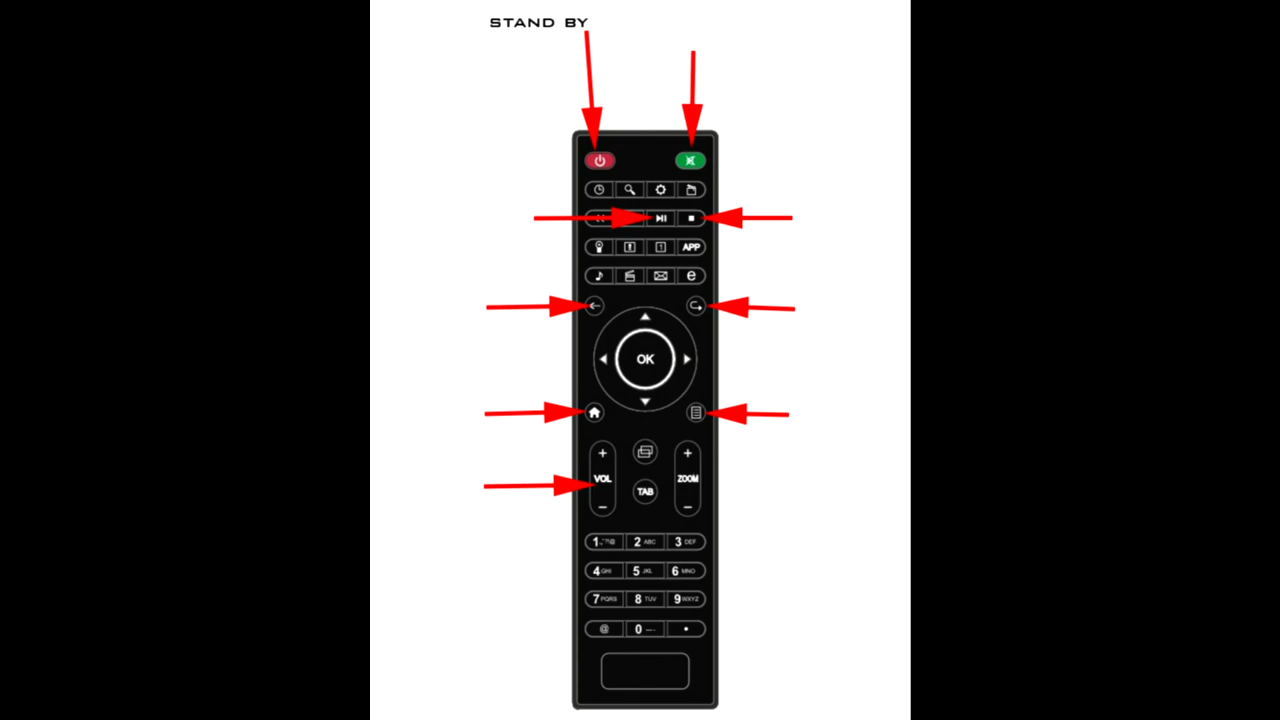 STAND BY
1
APP
e
OK
+ +
VOL ZOOM
TAB
- -
1 2 ABC 3 DEF
4 GHI 5 JKL 6 MNO
7 PQRS 8 TUV 9 WXYZ
@ 0 .